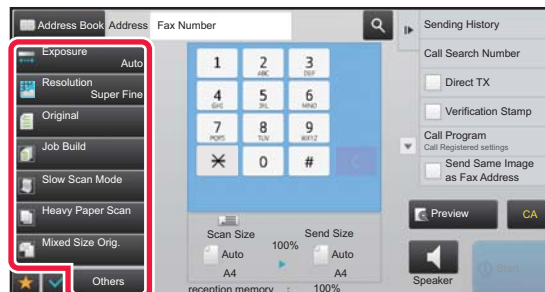 Address Book
Address
Fax Number
Exposure
Auto
Resolution
Super Fine
Original
Job Build
Slow Scan Mode
Heavy Paper Scan
Mixed Size Orig.
Others
1
2
ABC
3
DEF
4
GHI
5
JKL
6
MNO
7
PQRS
8
TUV
9
WXYZ
0
#
Scan Size
Send Size
Auto
100%
Auto
A4
A4
recention memory : 100%
Sending History
Call Search Number
Direct TX
Verification Stamp
Call Program
Call Registered settings
Send Same Image
as Fax Address
Preview
CA
Speaker
Start